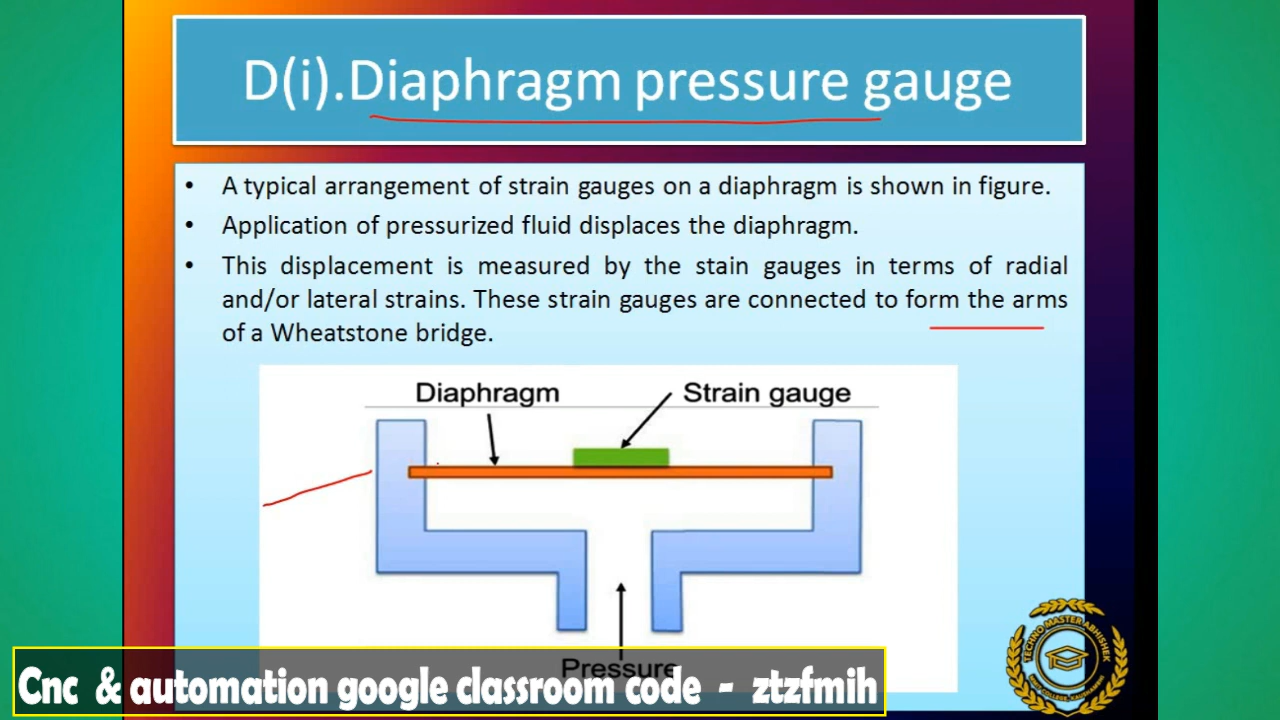 D(i).Diaphragm pressure gauge
• A typical arrangement of strain gauges on a diaphragm is shown in figure.
• Application of pressurized fluid displaces the diaphragm.
• This displacement is measured by the stain gauges in terms of radial
and/or lateral strains. These strain gauges are connected to form the arms
of a Wheatstone bridge.
Diaphragm
Strain gauge
Pressure
Cnc & automation google classroom code - ztzfmih
TECHNO MASTER ABHISHEK